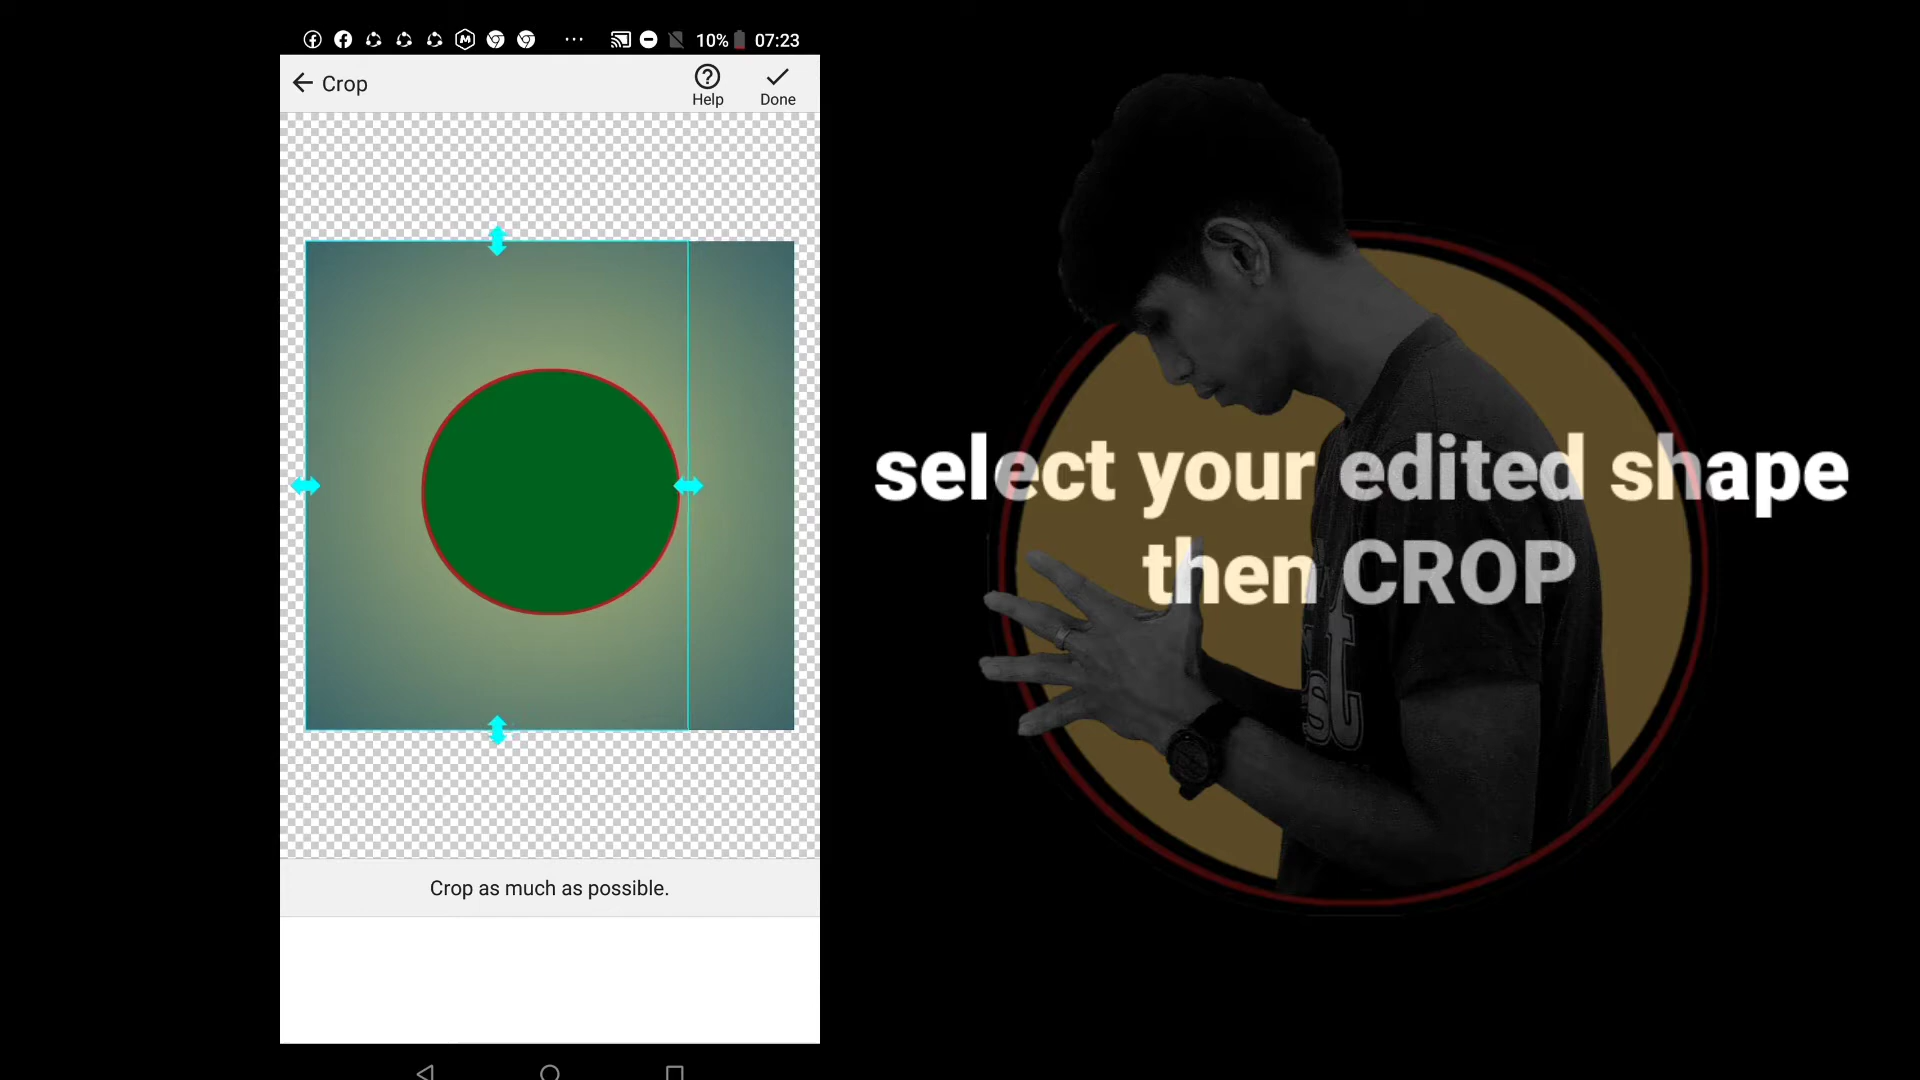 10% 07:23
Crop
Help
Done
Crop as much as possible.
select your edited shape
then CROP